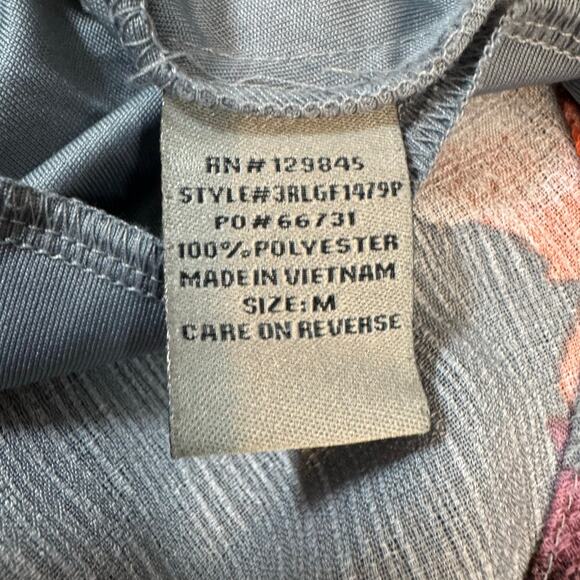 RN# 129845
STYLE#3RLGF1479P
PO# 66731
100% POLYESTER
MADE IN VIETNAM
SIZE: M
CARE ON REVERSE